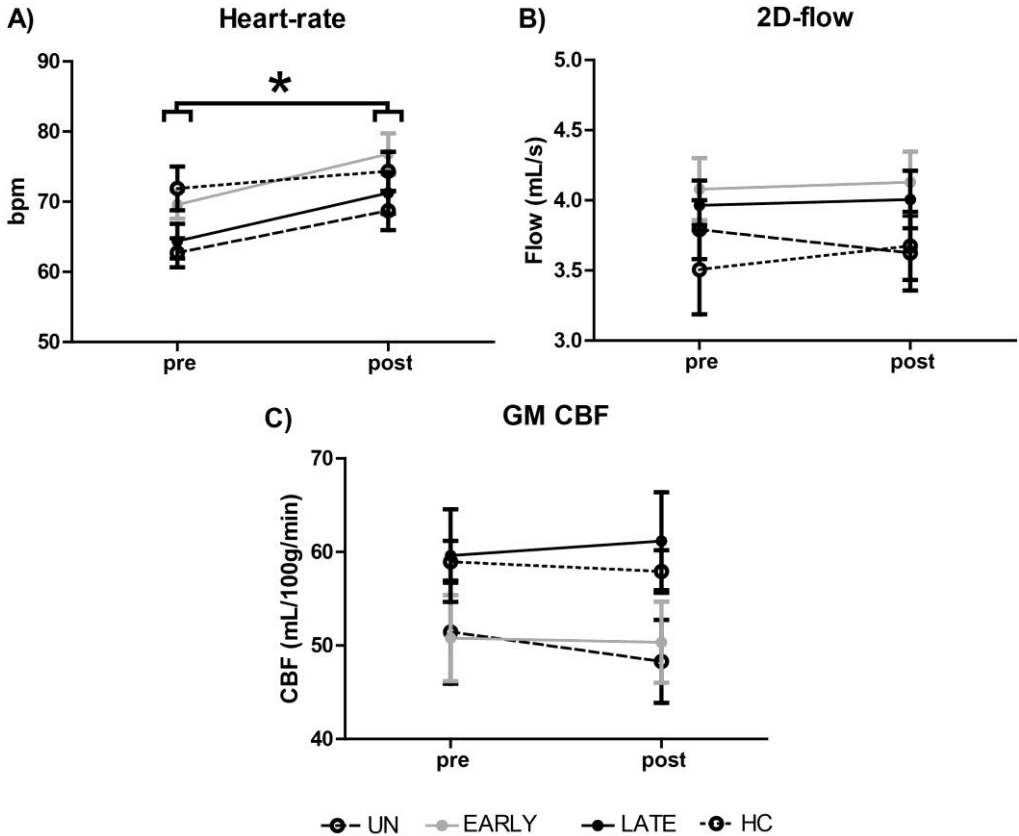 A) Heart-rate
90
80
70
60
50
bpm
*
pre post
B) 2D-flow
5.0
4.5
4.0
3.5
3.0
Flow (mL/s)
pre post
C) GM CBF
70
60
50
40
CBF (mL/100g/min)
pre post
UN EARLY LATE HC